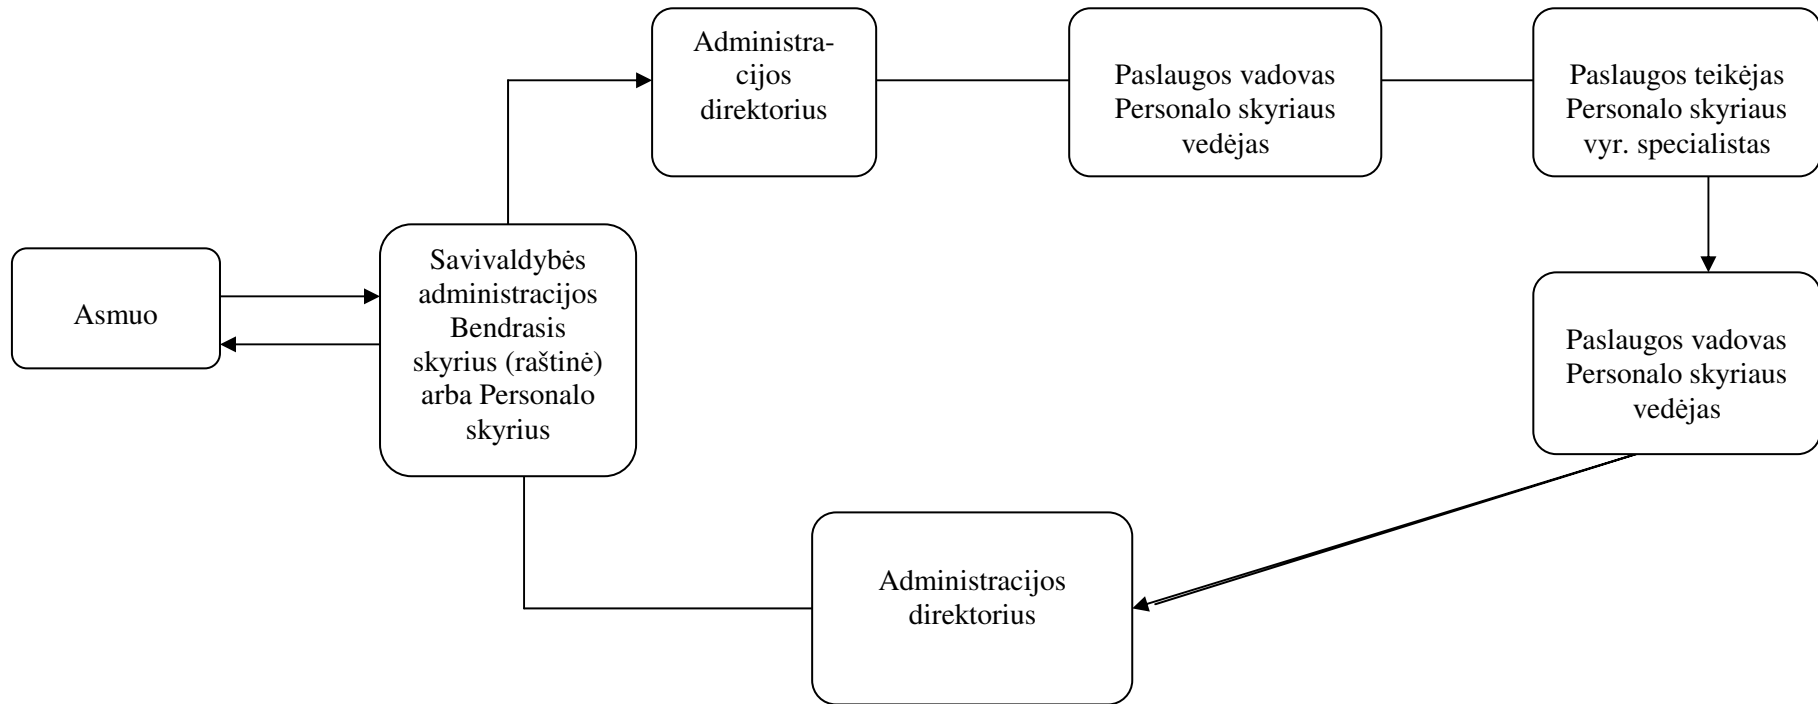 Administra-
cijos
direktorius
Paslaugos vadovas
Personalo skyriaus
vedėjas
Paslaugos teikėjas
Personalo skyriaus
vyr. specialistas
Asmuo
Savivaldybės
administracijos
Bendrasis
skyrius (raštinė)
arba Personalo
skyrius
Paslaugos vadovas
Personalo skyriaus
vedėjas
Administracijos
direktorius